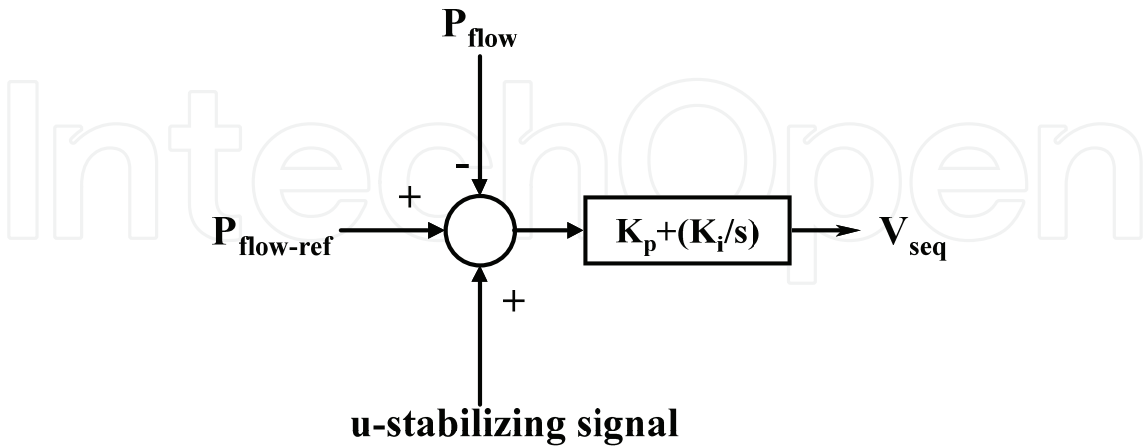 P_flow
-
+
P_flow-ref
K_p+(K_i/s)
V_seq
+
u-stabilizing signal
IntechOpen